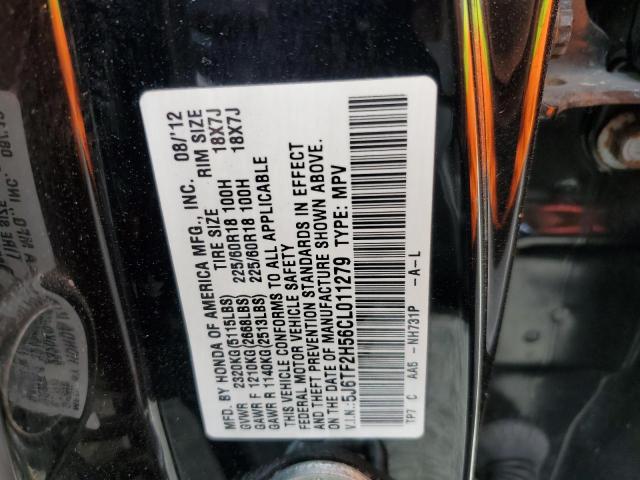 MFD. BY HONDA OF AMERICA MFG., INC. 08/'12
TIRE SIZE RIM SIZE
GVWR 2320KG(5115LBS)
GAWR F 1210KG(2668LBS) 225/60R18 100H 18X7J
GAWR R 1140KG(2513LBS) 225/60R18 100H 18X7J
THIS VEHICLE CONFORMS TO ALL APPLICABLE
FEDERAL MOTOR VEHICLE SAFETY
AND THEFT PREVENTION STANDARDS IN EFFECT
ON THE DATE OF MANUFACTURE SHOWN ABOVE.
V.I.N.:5J6TF2H56CL011279 TYPE: MPV
TP7 C AA5 -NH731P -A-L